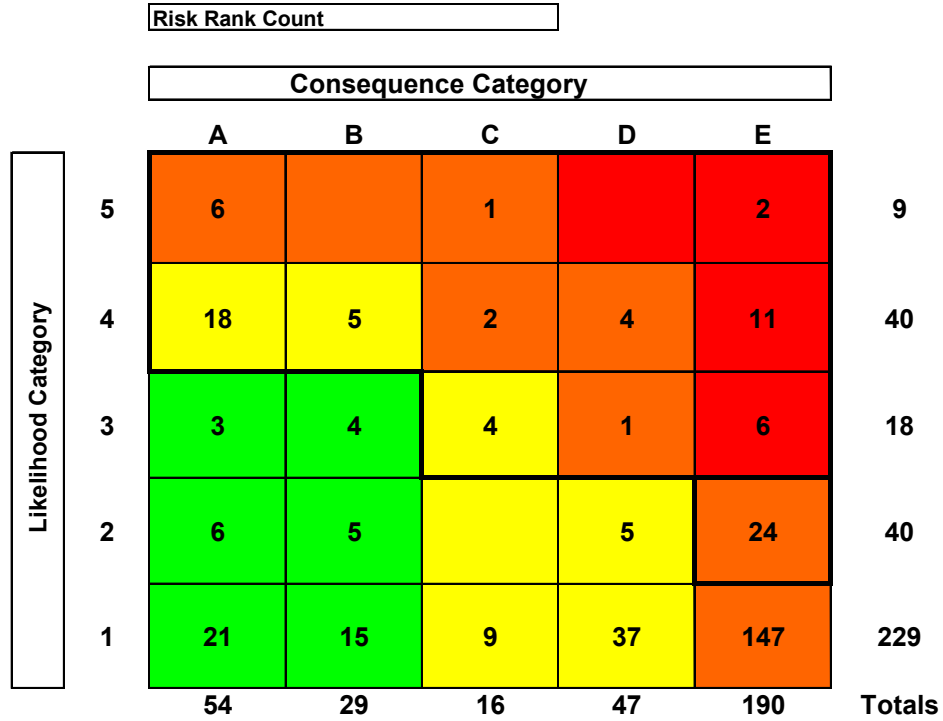 Risk Rank Count
Consequence Category
A B C D E
Likelihood Category
5 6 1 2 9
4 18 5 2 4 11 40
3 3 4 4 1 6 18
2 6 5 5 24 40
1 21 15 9 37 147 229
54 29 16 47 190 Totals